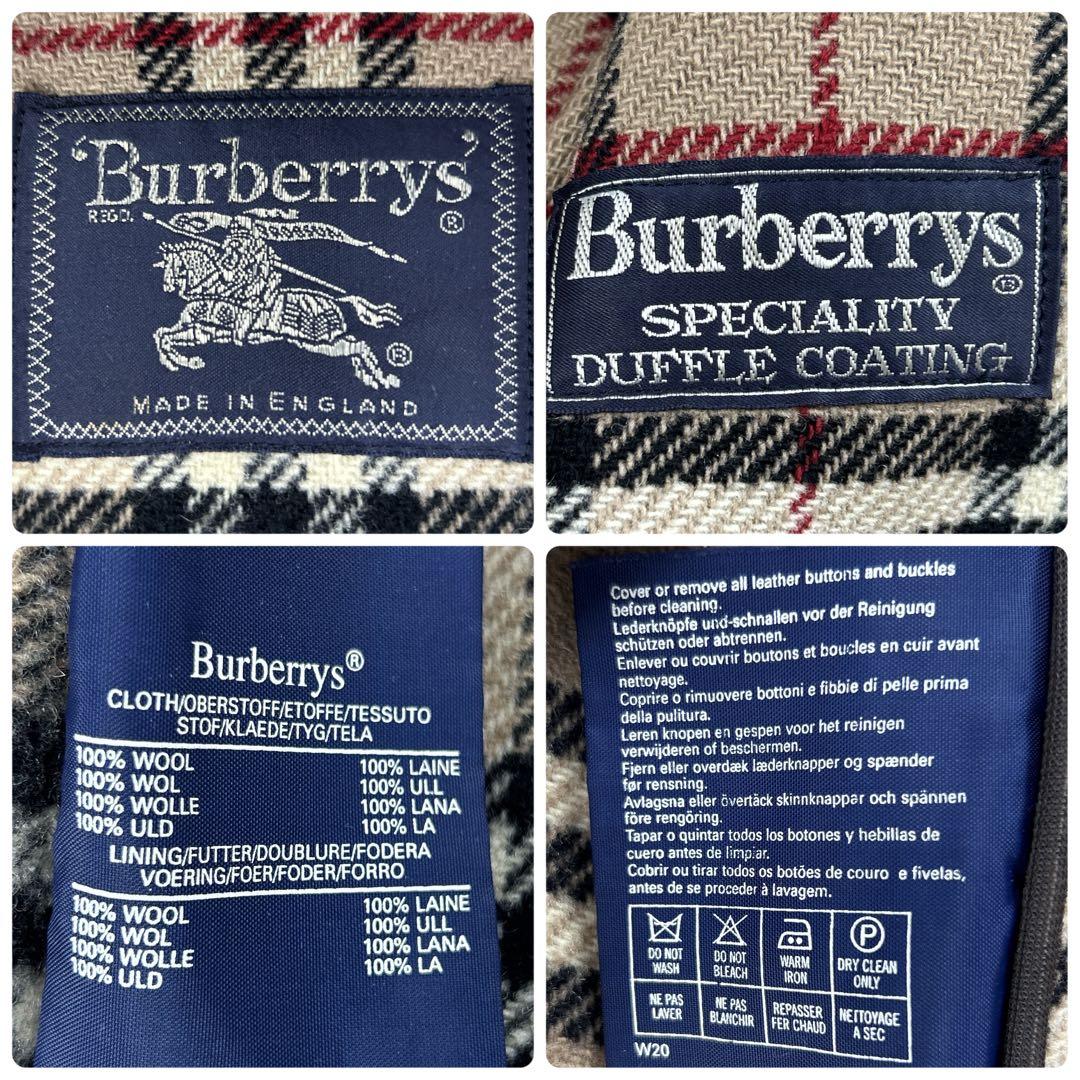 'Burberrys'
REGD. ®
®
MADE IN ENGLAND
Burberrys
®
SPECIALITY
DUFFLE COATING
Burberrys®
CLOTH/OBERSTOFF/ETOFFE/TESSUTO
STOF/KLAEDE/TYG/TELA
100% WOOL 100% LAINE
100% WOL 100% ULL
100% WOLLE 100% LANA
100% ULD 100% LA
LINING/FUTTER/DOUBLURE/FODERA
VOERING/FOER/FODER/FORRO
100% WOOL 100% LAINE
100% WOL 100% ULL
100% WOLLE 100% LANA
100% ULD 100% LA
Cover or remove all leather buttons and buckles
before cleaning.
Lederknöpfe und-schnallen vor der Reinigung
schützen oder abtrennen.
Enlever ou couvrir boutons et boucles en cuir avant
nettoyage.
Coprire o rimuovere bottoni e fibbie di pelle prima
della pulitura.
Leren knopen en gespen voor het reinigen
verwijderen of beschermen.
Fjern eller overdæk læderknapper og spænder
før rensning.
Avlagsna eller övertäck skinnknappar och spännen
före rengöring.
Tapar o quintar todos los botones y hebillas de
cuero antes de limpiar.
Cobrir ou tirar todos os botões de couro e fivelas,
antes de se proceder à lavagem.
P
DO NOT WASH DO NOT BLEACH WARM IRON DRY CLEAN ONLY
NE PAS LAVER NE PAS BLANCHIR REPASSER FER CHAUD NETTOYAGE A SEC
W20